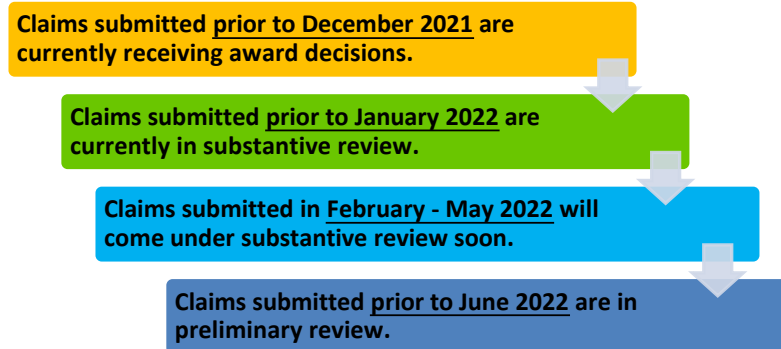 Claims submitted prior to December 2021 are
currently receiving award decisions.
Claims submitted prior to January 2022 are
currently in substantive review.
Claims submitted in February - May 2022 will
come under substantive review soon.
Claims submitted prior to June 2022 are in
preliminary review.